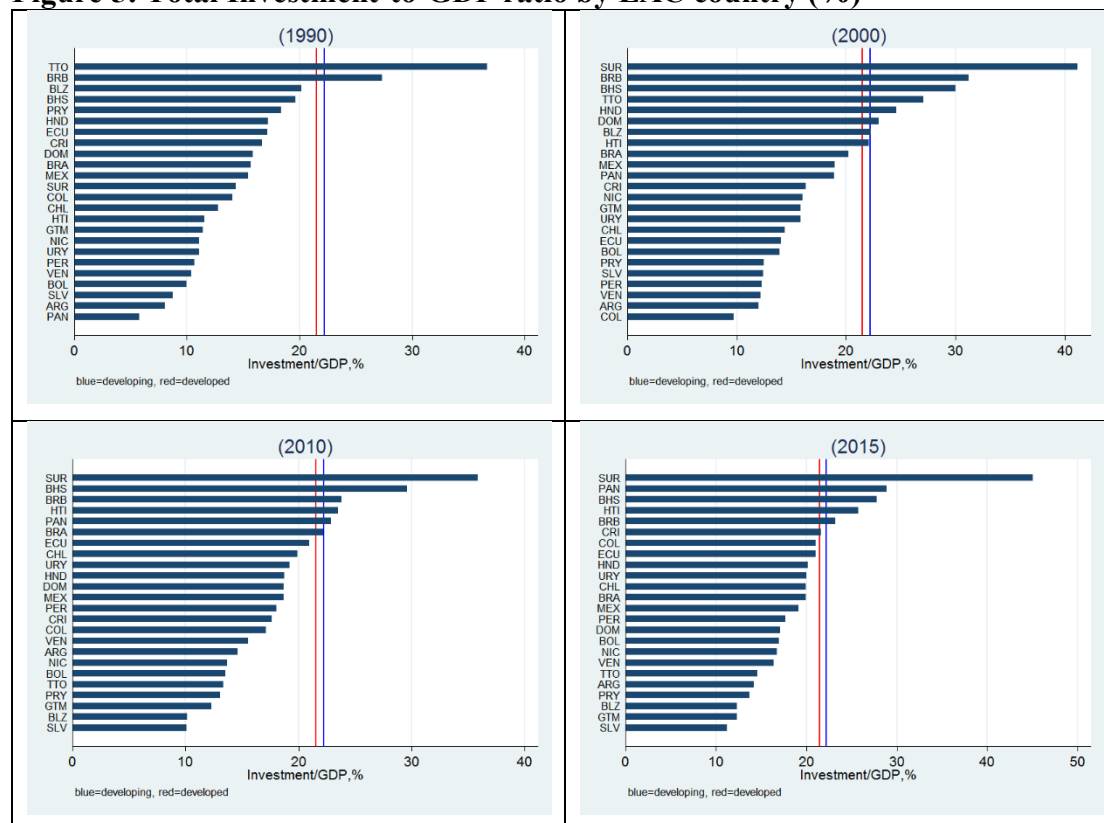 Figure 5: Total Investment-to-GDP ratio by LAC country (%)
(1990)
TTO
BRB
BLZ
BHS
PRY
HND
ECU
CRI
DOM
BRA
MEX
SUR
COL
CHL
HTI
GTM
NIC
URY
PER
VEN
BOL
SLV
ARG
PAN
0 10 20 30 40
Investment/GDP,%
blue=developing, red=developed
(2000)
SUR
BRB
BHS
TTO
HND
DOM
BLZ
HTI
BRA
MEX
PAN
CRI
NIC
GTM
URY
CHL
ECU
BOL
PRY
SLV
PER
VEN
ARG
COL
0 10 20 30 40
Investment/GDP,%
blue=developing, red=developed
(2010)
SUR
BHS
BRB
HTI
PAN
BRA
ECU
CHL
URY
HND
DOM
MEX
PER
CRI
COL
VEN
ARG
NIC
BOL
TTO
PRY
GTM
BLZ
SLV
0 10 20 30 40
Investment/GDP,%
blue=developing, red=developed
(2015)
SUR
PAN
BHS
HTI
BRB
CRI
COL
ECU
HND
URY
CHL
BRA
MEX
PER
DOM
BOL
NIC
VEN
TTO
ARG
PRY
BLZ
GTM
SLV
0 10 20 30 40 50
Investment/GDP,%
blue=developing, red=developed